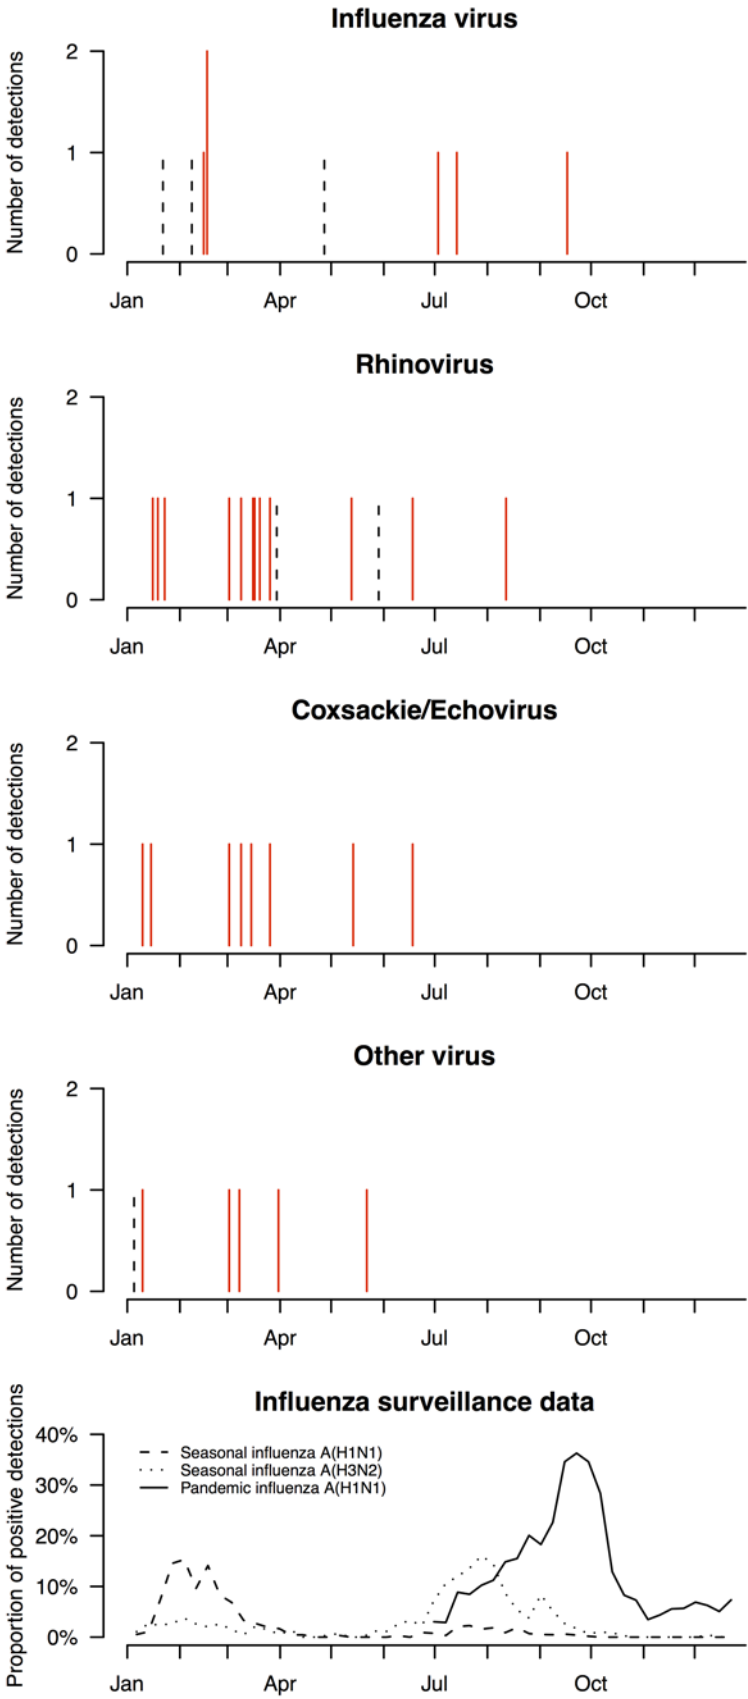 Influenza virus
Number of detections
2
1
0
Jan Apr Jul Oct
Rhinovirus
Number of detections
2
1
0
Jan Apr Jul Oct
Coxsackie/Echovirus
Number of detections
2
1
0
Jan Apr Jul Oct
Other virus
Number of detections
2
1
0
Jan Apr Jul Oct
Influenza surveillance data
Proportion of positive detections
40%
30%
20%
10%
0%
Seasonal influenza A(H1N1)
Seasonal influenza A(H3N2)
Pandemic influenza A(H1N1)
Jan Apr Jul Oct